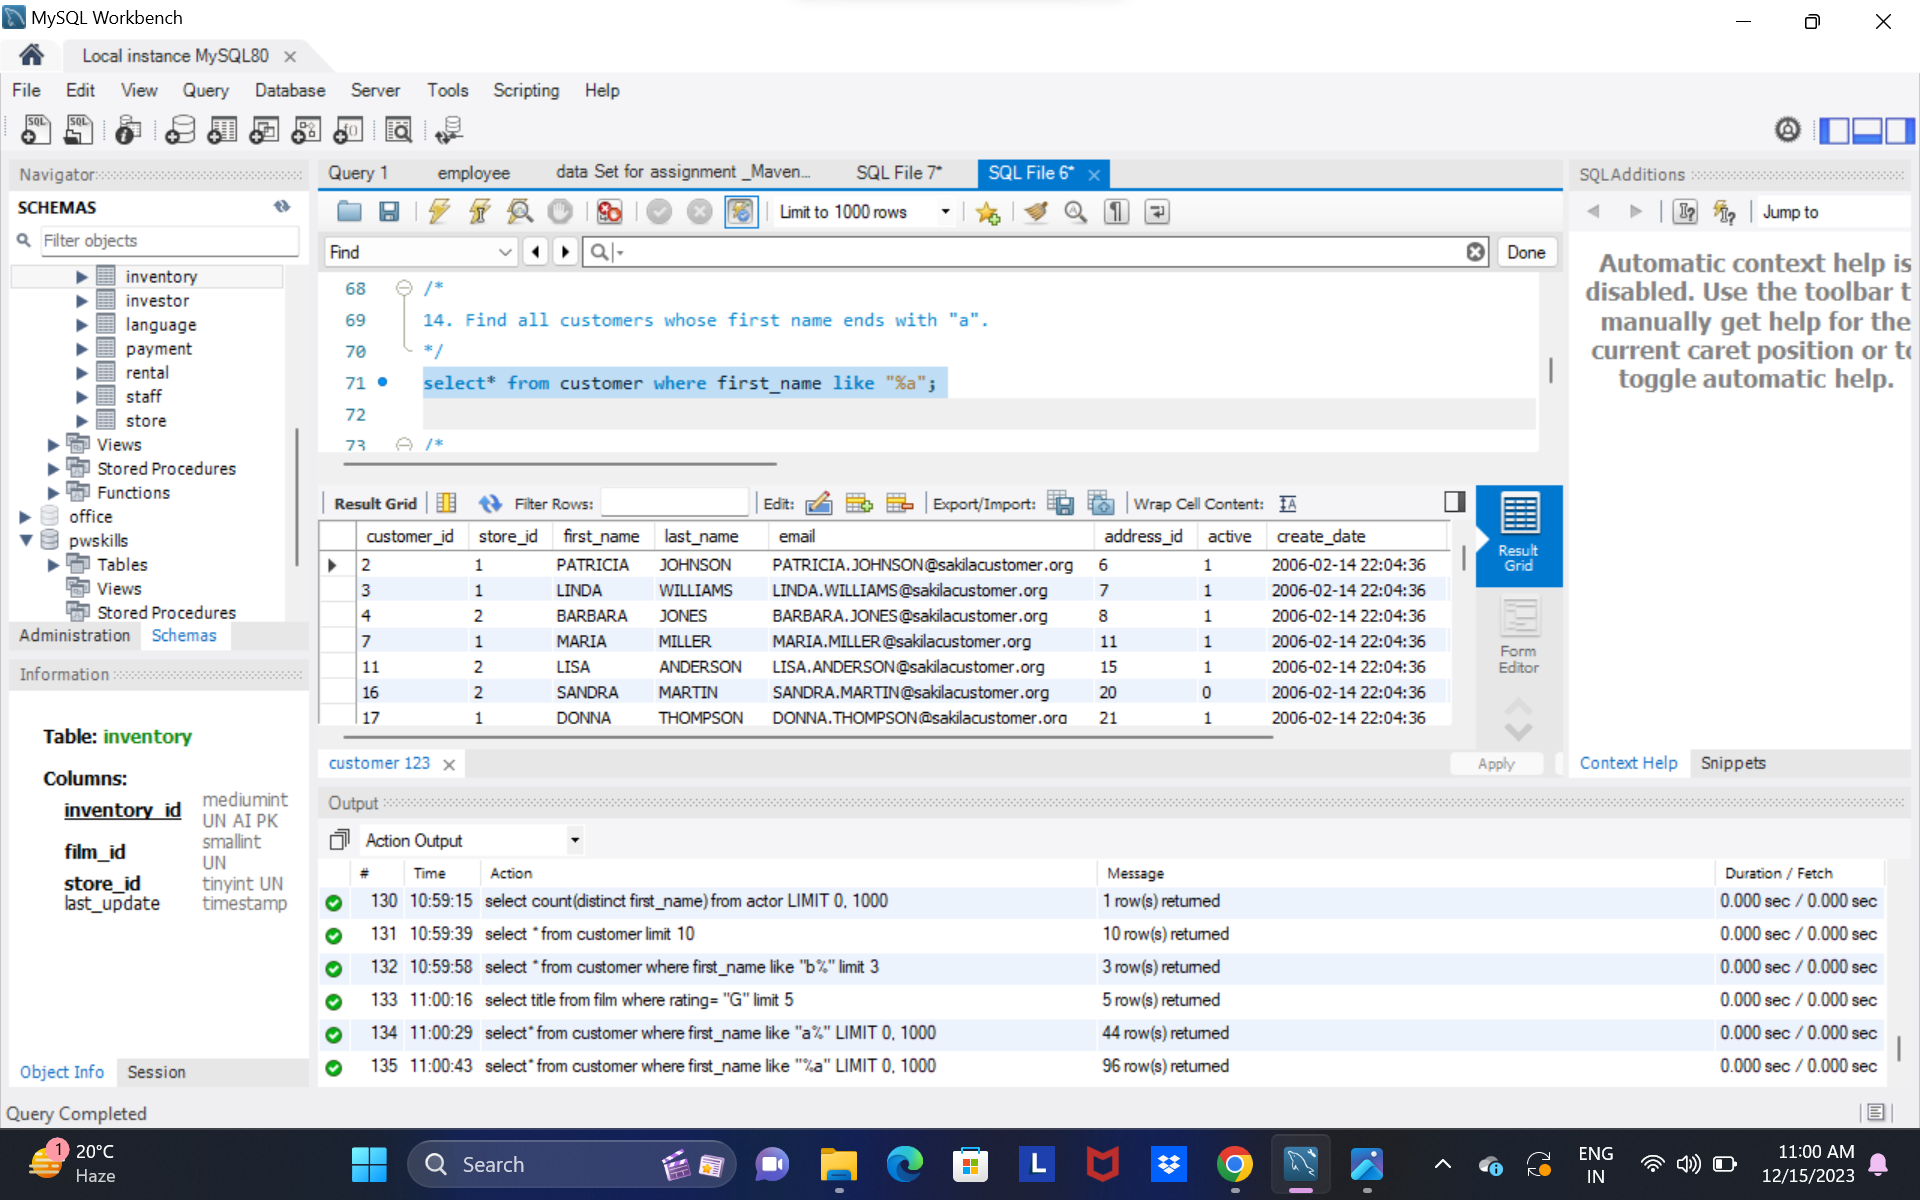 MySQL Workbench
Local instance MySQL80
File Edit View Query Database Server Tools Scripting Help
Navigator
SCHEMAS
Filter objects
inventory
investor
language
payment
rental
staff
store
Views
Stored Procedures
Functions
office
pwskills
Tables
Views
Stored Procedures
Administration Schemas
Information
Table: inventory
Columns:
inventory_id mediumint UN AI PK
film_id smallint UN
store_id tinyint UN
last_update timestamp
Object Info Session
Query 1 employee data Set for assignment _Maven... SQL File 7* SQL File 6*
Limit to 1000 rows
Find Done
68 /*
69 14. Find all customers whose first name ends with "a".
70 */
71 select* from customer where first_name like "%a";
72
73 /*
Result Grid Filter Rows: Edit: Export/Import: Wrap Cell Content:
customer_id store_id first_name last_name email address_id active create_date
2 1 PATRICIA JOHNSON PATRICIA.JOHNSON@sakilacustomer.org 6 1 2006-02-14 22:04:36
3 1 LINDA WILLIAMS LINDA.WILLIAMS@sakilacustomer.org 7 1 2006-02-14 22:04:36
4 2 BARBARA JONES BARBARA.JONES@sakilacustomer.org 8 1 2006-02-14 22:04:36
7 1 MARIA MILLER MARIA.MILLER@sakilacustomer.org 11 1 2006-02-14 22:04:36
11 2 LISA ANDERSON LISA.ANDERSON@sakilacustomer.org 15 1 2006-02-14 22:04:36
16 2 SANDRA MARTIN SANDRA.MARTIN@sakilacustomer.org 20 0 2006-02-14 22:04:36
17 1 DONNA THOMPSON DONNA.THOMPSON@sakilacustomer.org 21 1 2006-02-14 22:04:36
Result Grid
Form Editor
customer 123
Apply
SQLAdditions
Jump to
Automatic context help is
disabled. Use the toolbar t
manually get help for the
current caret position or to
toggle automatic help.
Context Help Snippets
Output
Action Output
# Time Action Message Duration / Fetch
130 10:59:15 select count(distinct first_name) from actor LIMIT 0, 1000 1 row(s) returned 0.000 sec / 0.000 sec
131 10:59:39 select * from customer limit 10 10 row(s) returned 0.000 sec / 0.000 sec
132 10:59:58 select * from customer where first_name like "b%" limit 3 3 row(s) returned 0.000 sec / 0.000 sec
133 11:00:16 select title from film where rating= "G" limit 5 5 row(s) returned 0.000 sec / 0.000 sec
134 11:00:29 select* from customer where first_name like "a%" LIMIT 0, 1000 44 row(s) returned 0.000 sec / 0.000 sec
135 11:00:43 select* from customer where first_name like "%a" LIMIT 0, 1000 96 row(s) returned 0.000 sec / 0.000 sec
Query Completed
1
20°C
Haze
Search
L
ENG
IN
11:00 AM
12/15/2023